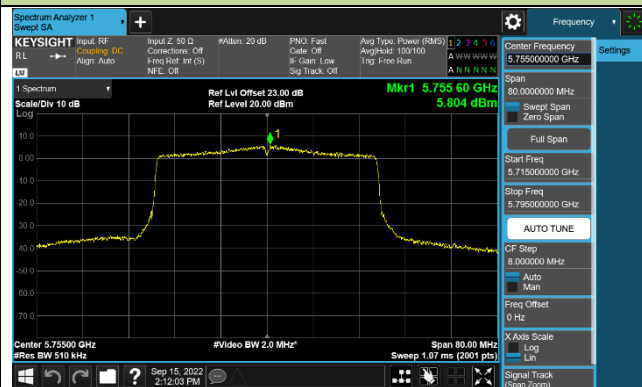 Spectrum Analyzer 1
Swept SA
+
Frequency
KEYSIGHT Input: RF Input Z: 50 Ω #Atten: 20 dB PNO: Fast Avg Type: Power (RMS) 1 2 3 4 5 6
RL Coupling: DC Corrections: Off Gate: Off Avg|Hold: 100/100 A W W W W W
Align: Auto Freq Ref: Int (S) IF Gain: Low Trig: Free Run
LXI NFE: Off Sig Track: Off A N N N N N
1 Spectrum
Scale/Div 10 dB
Log
Ref Lvl Offset 23.00 dB
Ref Level 20.00 dBm
Mkr1 5.755 60 GHz
5.804 dBm
1
10.0
0.00
-10.0
-20.0
-30.0
-40.0
-50.0
-60.0
-70.0
Center 5.75500 GHz #Video BW 2.0 MHz* Span 80.00 MHz
#Res BW 510 kHz Sweep 1.07 ms (2001 pts)
Sep 15, 2022
2:12:03 PM
?
Center Frequency
5.755000000 GHz
Span
80.0000000 MHz
Swept Span
Zero Span
Full Span
Start Freq
5.715000000 GHz
Stop Freq
5.795000000 GHz
AUTO TUNE
CF Step
8.000000 MHz
Auto
Man
Freq Offset
0 Hz
X Axis Scale
Log
Lin
Signal Track
(Span Zoom)
Settings